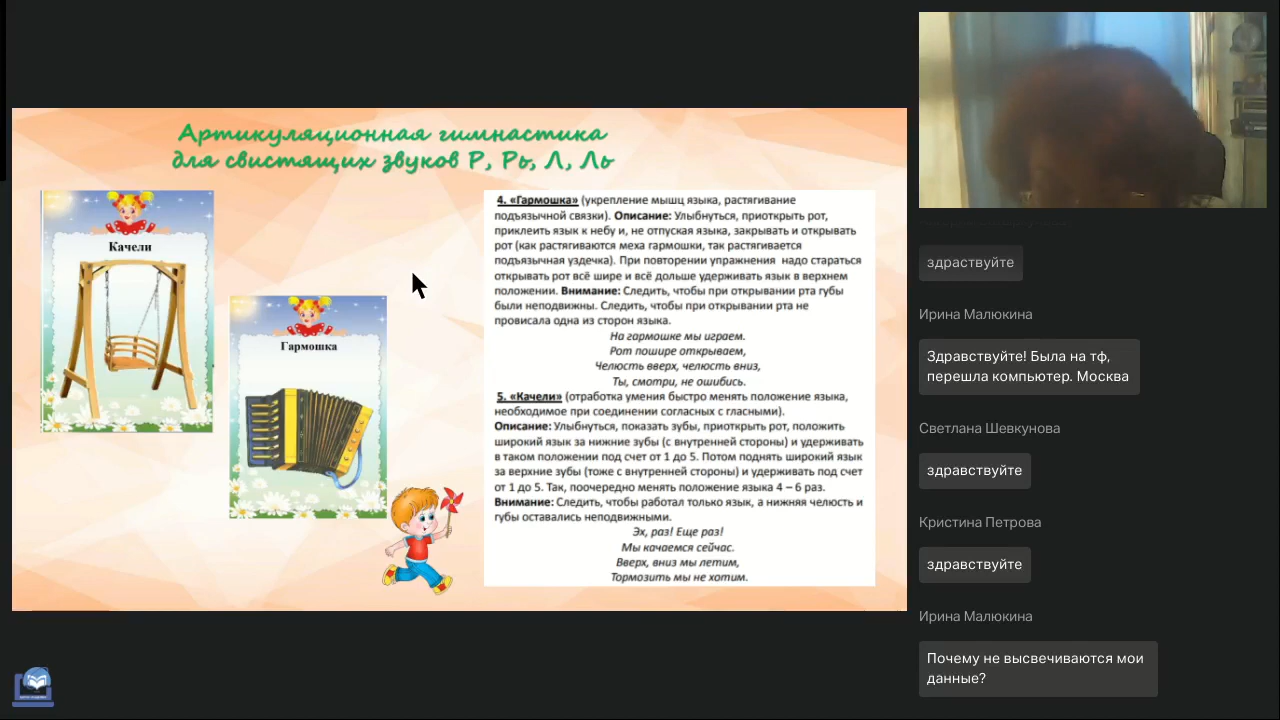 Артикуляционная гимнастика
для свистящих звуков Р, Рь, Л, Ль
Качели
Гармошка
4. «Гармошка» (укрепление мышц языка, растягивание
подъязычной связки). Описание: Улыбнуться, приоткрыть рот,
приклеить язык к небу и, не отпуская языка, закрывать и открывать
рот (как растягиваются меха гармошки, так растягивается
подъязычная уздечка). При повторении упражнения надо стараться
открывать рот всё шире и всё дольше удерживать язык в верхнем
положении. Внимание: Следить, чтобы при открывании рта губы
были неподвижны. Следить, чтобы при открывании рта не
провисала одна из сторон языка.
На гармошке мы играем.
Рот пошире открываем,
Челюсть вверх, челюсть вниз,
Ты, смотри, не ошибись.
5. «Качели» (отработка умения быстро менять положение языка,
необходимое при соединении согласных с гласными).
Описание: Улыбнуться, показать зубы, приоткрыть рот, положить
широкий язык за нижние зубы (с внутренней стороны) и удерживать
в таком положении под счет от 1 до 5. Потом поднять широкий язык
за верхние зубы (тоже с внутренней стороны) и удерживать под счет
от 1 до 5. Так, поочередно менять положение языка 4 – 6 раз.
Внимание: Следить, чтобы работал только язык, а нижняя челюсть и
губы оставались неподвижными.
Эх, раз! Еще раз!
Мы качаемся сейчас.
Вверх, вниз мы летим,
Тормозить мы не хотим.
здраствуйте
Ирина Малюкина
Здравствуйте! Была на тф,
перешла компьютер. Москва
Светлана Шевкунова
здравствуйте
Кристина Петрова
здравствуйте
Ирина Малюкина
Почему не высвечиваются мои
данные?